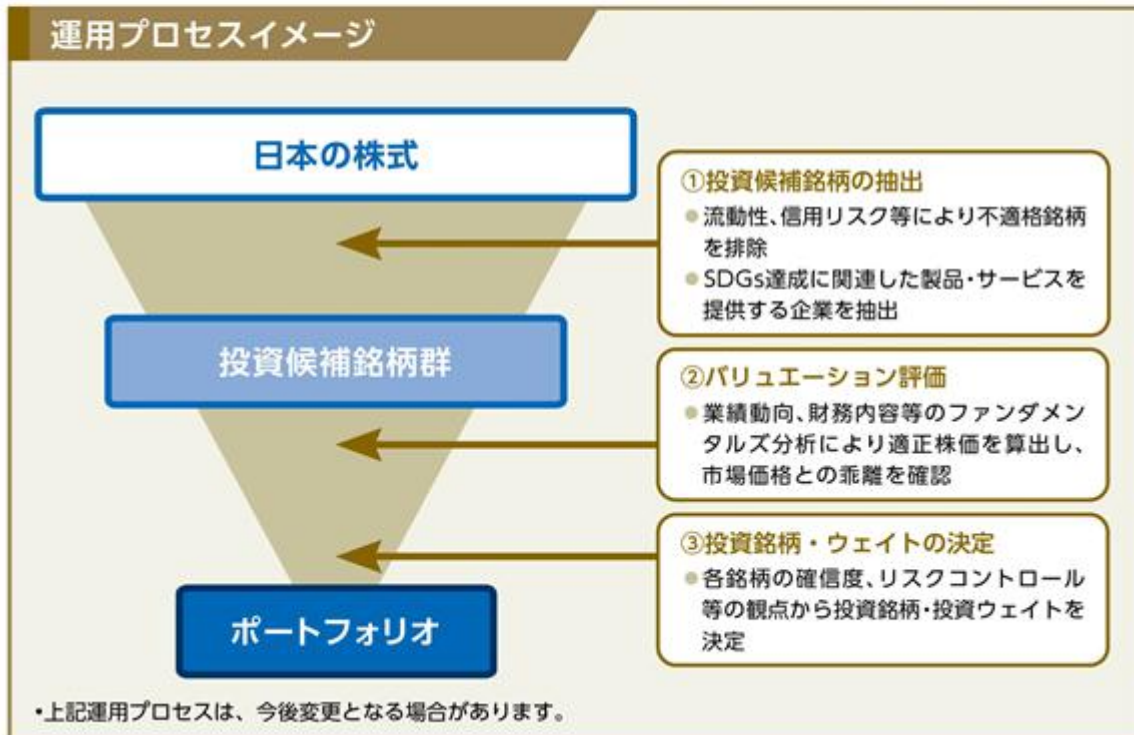 運用プロセスイメージ
日本の株式
①投資候補銘柄の抽出
●流動性、信用リスク等により不適格銘柄
を排除
●SDGs達成に関連した製品・サービスを
提供する企業を抽出
投資候補銘柄群
②バリュエーション評価
●業績動向、財務内容等のファンダメン
タルズ分析により適正株価を算出し、
市場価格との乖離を確認
③投資銘柄・ウェイトの決定
●各銘柄の確信度、リスクコントロール
等の観点から投資銘柄・投資ウェイトを
決定
ポートフォリオ
・上記運用プロセスは、今後変更となる場合があります。